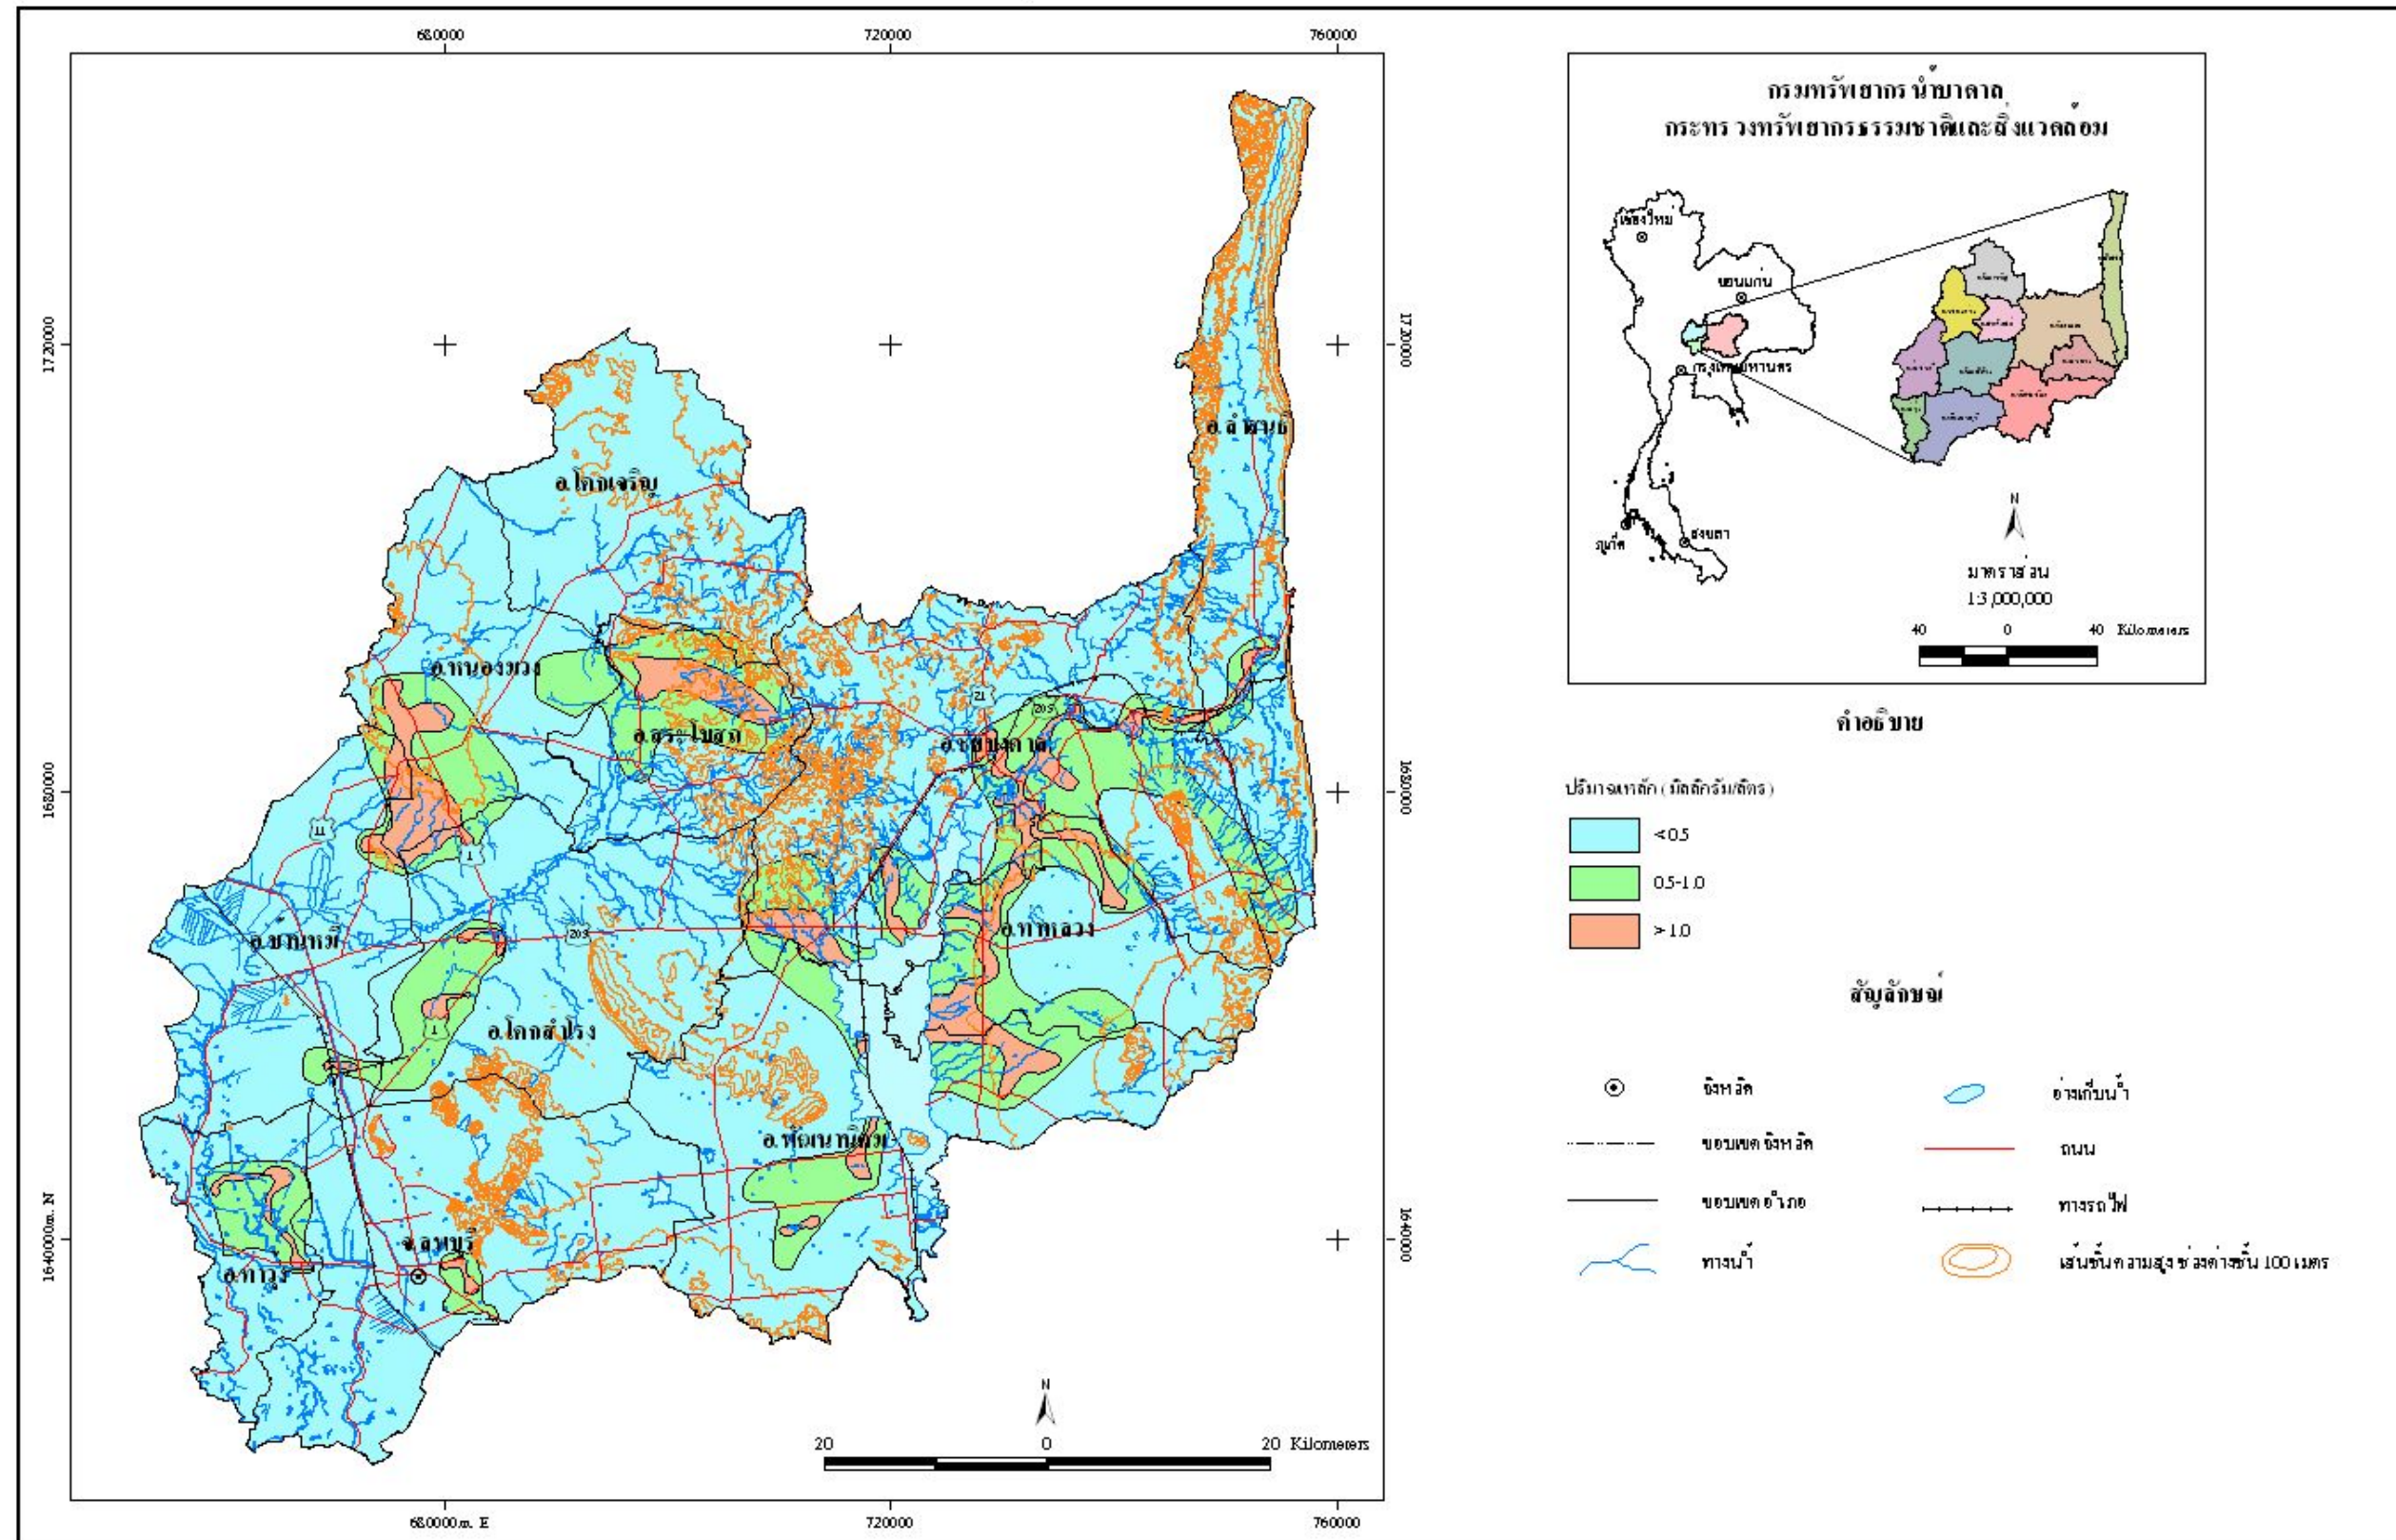 680000
720000
760000
1720000
1720000
1680000
1680000
1640000m. N
1640000
680000m. E
720000
760000
อ.ลำสนธิ
อ.โคกเจริญ
อ.หนองม่วง
อ.สระโบสถ์
อ.ชัยบาดาล
อ.บ้านหมี่
อ.ท่าหลวง
อ.โคกสำโรง
อ.พัฒนานิคม
จ.ลพบุรี
อ.ท่าวุ้ง
21
205
11
1
205
1
N
20 0 20 Kilometers
กรมทรัพยากรน้ำบาดาล
กระทรวงทรัพยากรธรรมชาติและสิ่งแวดล้อม
เชียงใหม่
ขอนแก่น
กรุงเทพมหานคร
ภูเก็ต
สงขลา
N
มาตราส่วน
1:3,000,000
40 0 40 Kilometers
คำอธิบาย
ปริมาณเหล็ก (มิลลิกรัม/ลิตร)
<0.5
0.5-1.0
>1.0
สัญลักษณ์
จังหวัด
อ่างเก็บน้ำ
ขอบเขตจังหวัด
ถนน
ขอบเขตอำเภอ
ทางรถไฟ
ทางน้ำ
เส้นชั้นความสูงช่วงต่างชั้น 100 เมตร